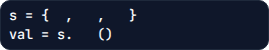 s = {  ,   ,   }
val = s.   ()